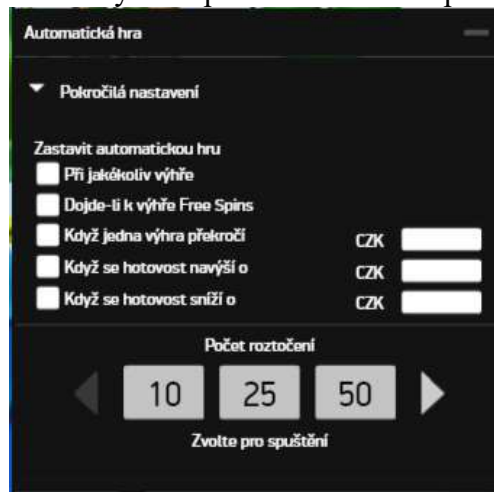 Automatická hra
Pokročilá nastavení
Zastavit automatickou hru
Při jakékoliv výhře
Dojde-li k výhře Free Spins
Když jedna výhra překročí CZK
Když se hotovost navýší o CZK
Když se hotovost sníží o CZK
Počet roztočení
10 25 50
Zvolte pro spuštění